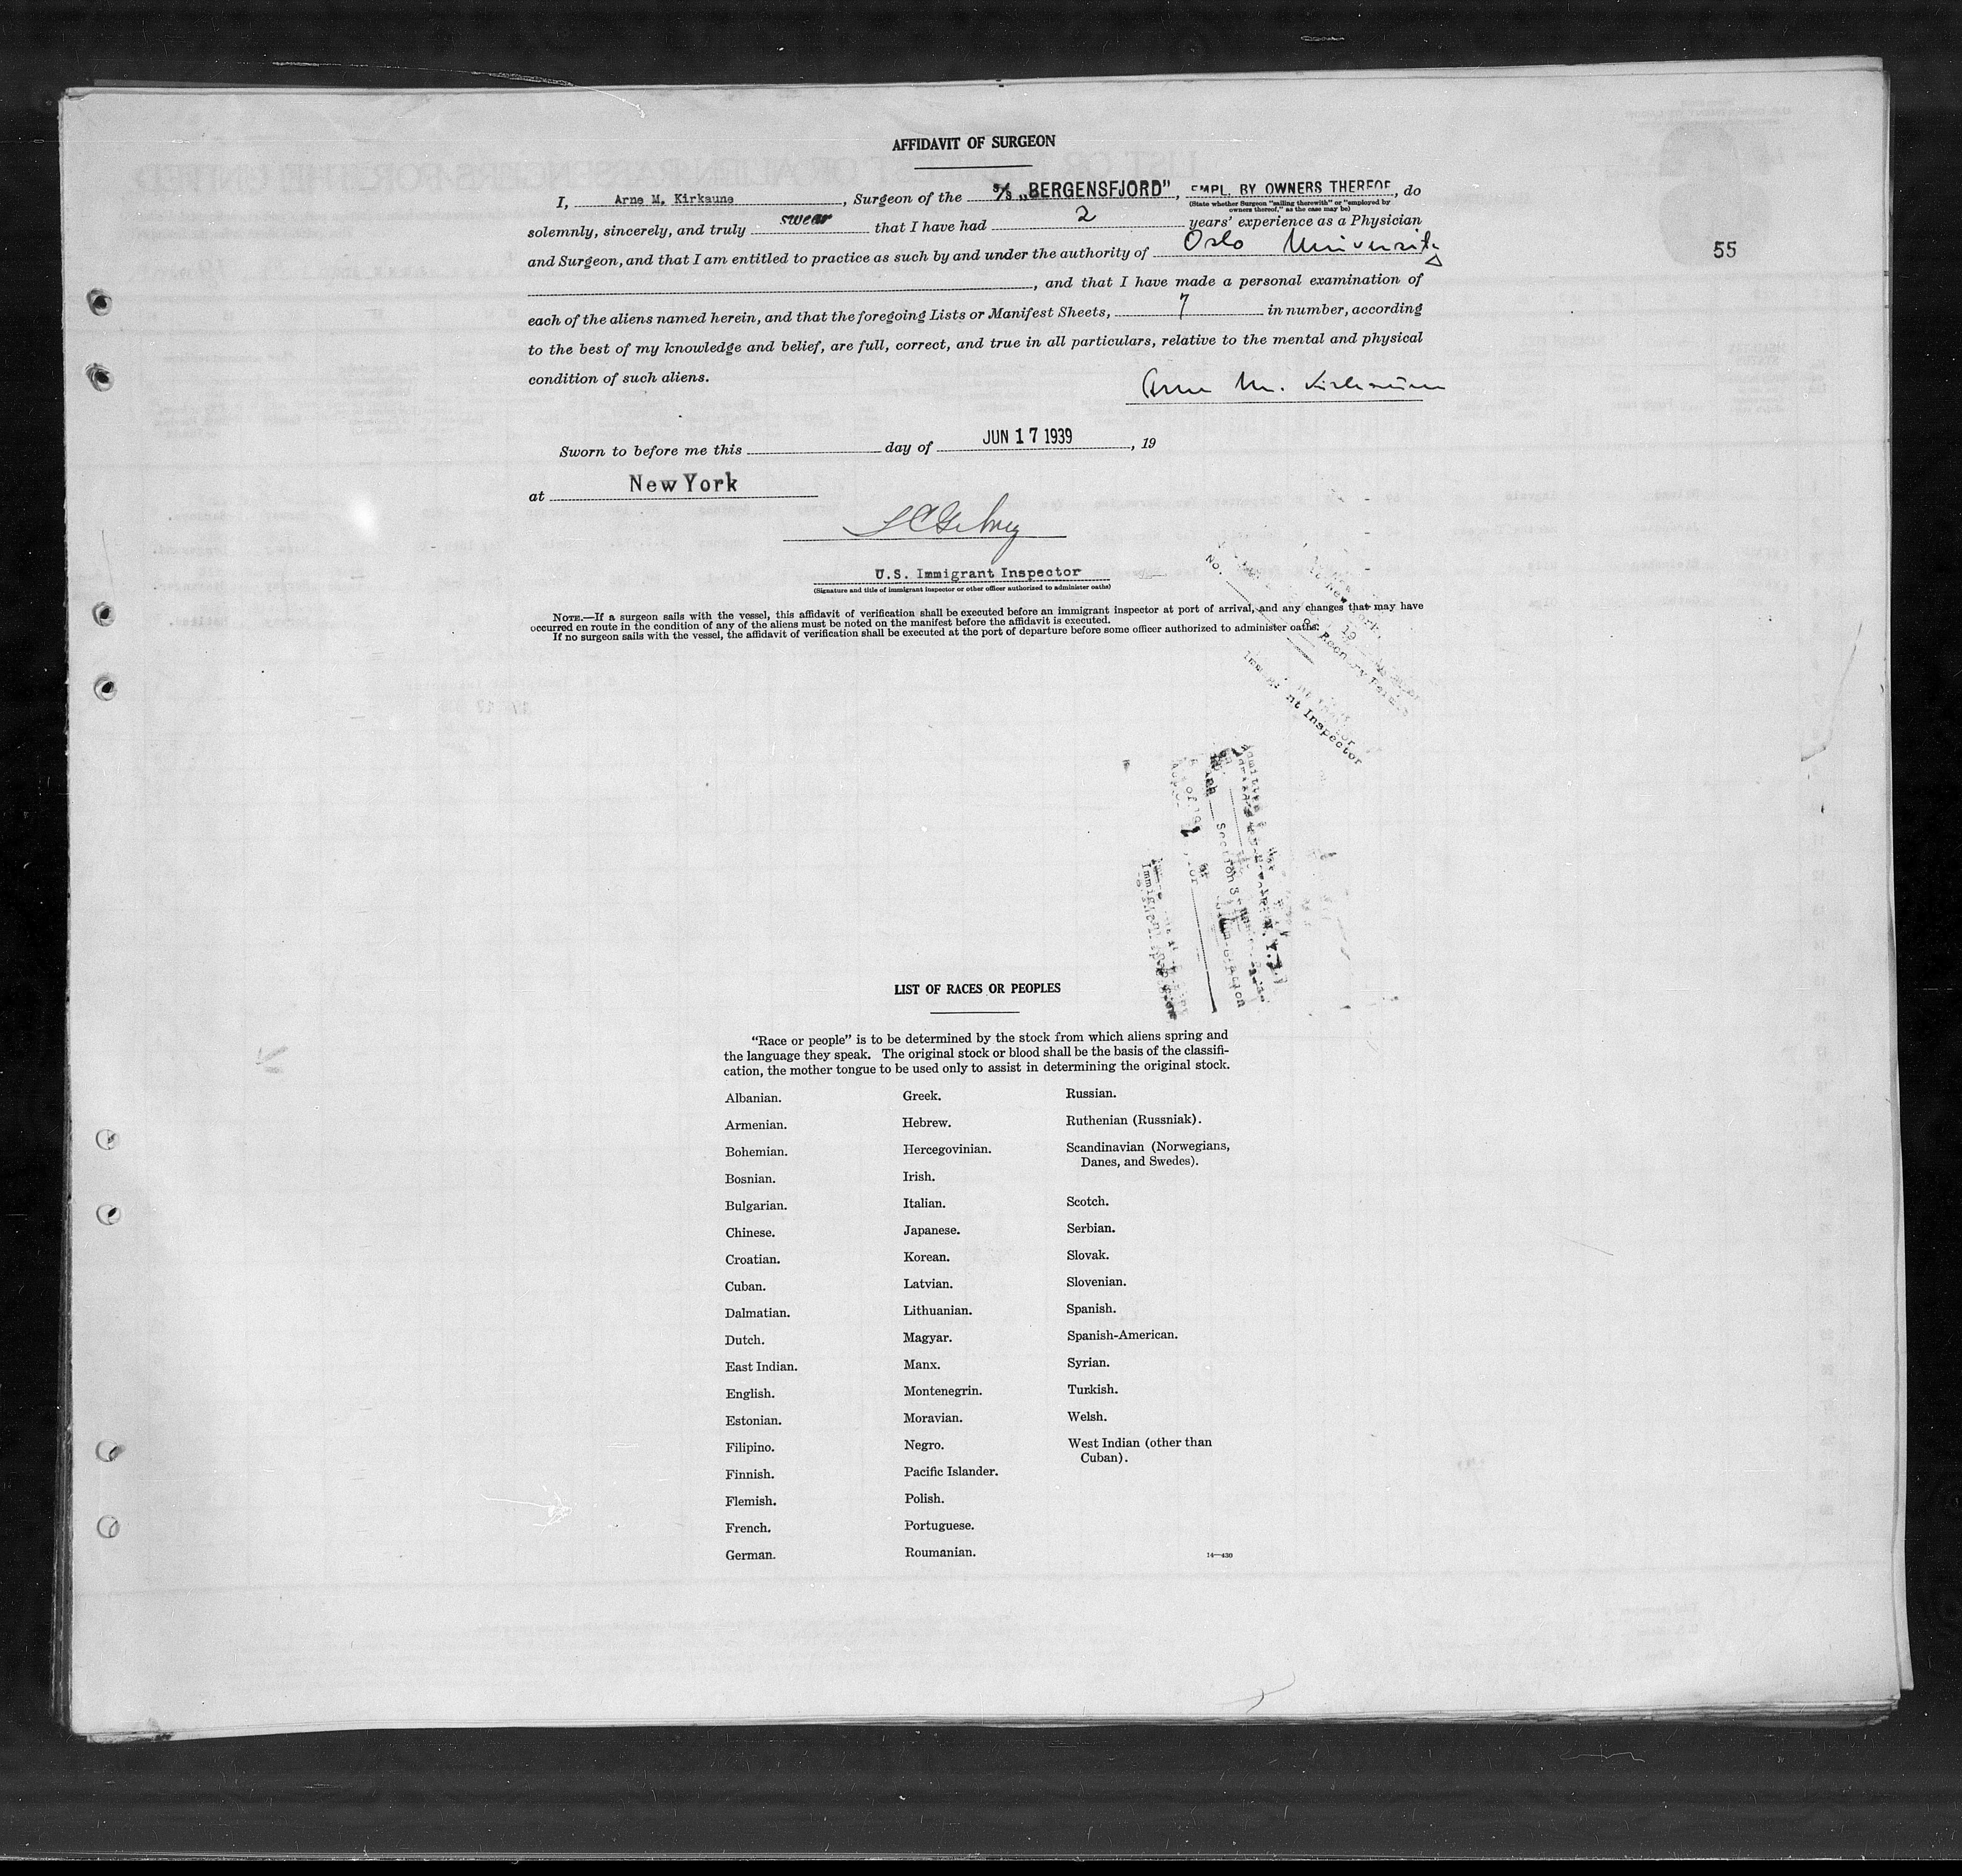 AFFIDAVIT OF SURGEON
I, Arne M. Kirkaune, Surgeon of the S/S „BERGENSFJORD”, EMPL. BY OWNERS THEREOF, do
(State whether Surgeon "sailing therewith" or "employed by
owners thereof," as the case may be)
solemnly, sincerely, and truly swear that I have had 2 years' experience as a Physician
and Surgeon, and that I am entitled to practice as such by and under the authority of Oslo University
, and that I have made a personal examination of
55
each of the aliens named herein, and that the foregoing Lists or Manifest Sheets, 7 in number, according
to the best of my knowledge and belief, are full, correct, and true in all particulars, relative to the mental and physical
condition of such aliens.
Arne M. Kirkaune
Sworn to before me this day of JUN 17 1939, 19
at New York
U.S. Immigrant Inspector
(Signature and title of immigrant inspector or other officer authorized to administer oaths)
NOTE.—If a surgeon sails with the vessel, this affidavit of verification shall be executed before an immigrant inspector at port of arrival, and any changes that may have
occurred en route in the condition of any of the aliens must be noted on the manifest before the affidavit is executed.
If no surgeon sails with the vessel, the affidavit of verification shall be executed at the port of departure before some officer authorized to administer oaths.
No.
19
Inspector
Section 3
LIST OF RACES OR PEOPLES
"Race or people" is to be determined by the stock from which aliens spring and
the language they speak. The original stock or blood shall be the basis of the classifi-
cation, the mother tongue to be used only to assist in determining the original stock.
Albanian.
Armenian.
Bohemian.
Bosnian.
Bulgarian.
Chinese.
Croatian.
Cuban.
Dalmatian.
Dutch.
East Indian.
English.
Estonian.
Filipino.
Finnish.
Flemish.
French.
German.
Greek.
Hebrew.
Hercegovinian.
Irish.
Italian.
Japanese.
Korean.
Latvian.
Lithuanian.
Magyar.
Manx.
Montenegrin.
Moravian.
Negro.
Pacific Islander.
Polish.
Portuguese.
Roumanian.
Russian.
Ruthenian (Russniak).
Scandinavian (Norwegians,
Danes, and Swedes).
Scotch.
Serbian.
Slovak.
Slovenian.
Spanish.
Spanish-American.
Syrian.
Turkish.
Welsh.
West Indian (other than
Cuban).
14—430